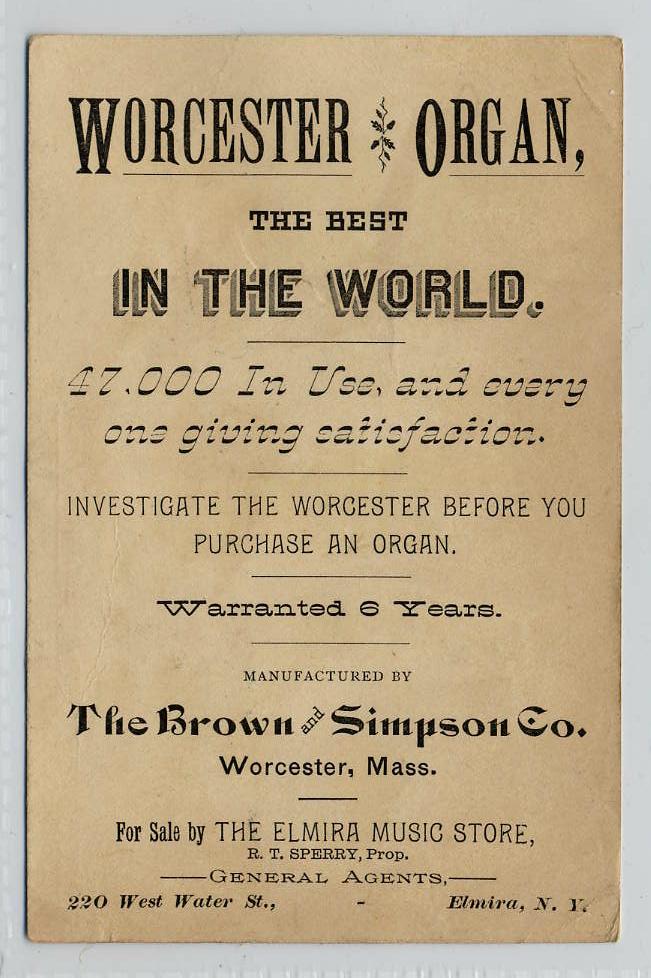 WORCESTER ORGAN,
THE BEST
IN THE WORLD.
47,000 In Use, and every
one giving satisfaction.
INVESTIGATE THE WORCESTER BEFORE YOU
PURCHASE AN ORGAN.
Warranted 6 Years.
MANUFACTURED BY
The Brown and Simpson Co.
Worcester, Mass.
For Sale by THE ELMIRA MUSIC STORE,
R. T. SPERRY, Prop.
GENERAL AGENTS,
220 West Water St., - Elmira, N. Y.